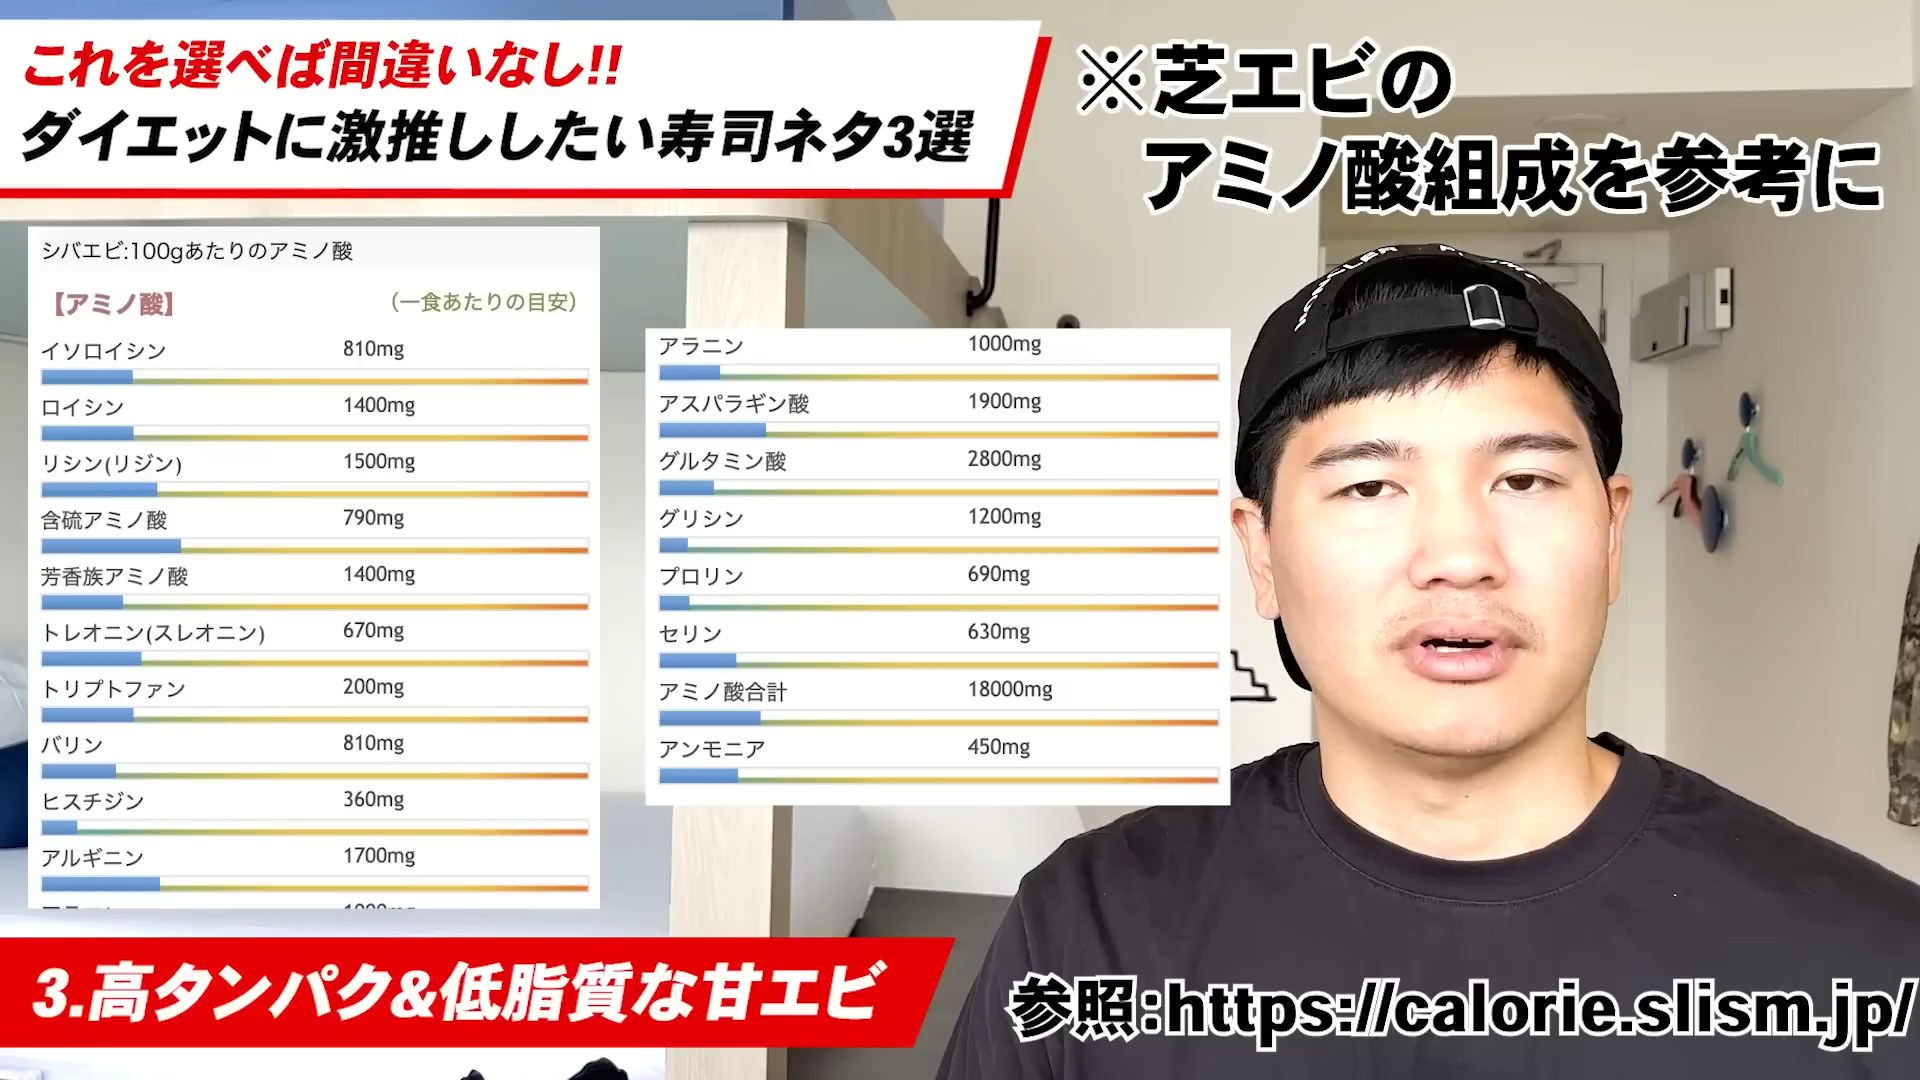 これを選べば間違いなし!!
ダイエットに激推ししたい寿司ネタ3選
※芝エビの
アミノ酸組成を参考に
シバエビ:100gあたりのアミノ酸
【アミノ酸】 (一食あたりの目安)
イソロイシン 810mg
ロイシン 1400mg
リシン(リジン) 1500mg
含硫アミノ酸 790mg
芳香族アミノ酸 1400mg
トレオニン(スレオニン) 670mg
トリプトファン 200mg
バリン 810mg
ヒスチジン 360mg
アルギニン 1700mg
アラニン 1000mg
アスパラギン酸 1900mg
グルタミン酸 2800mg
グリシン 1200mg
プロリン 690mg
セリン 630mg
アミノ酸合計 18000mg
アンモニア 450mg
3.高タンパク&低脂質な甘エビ
参照:https://calorie.slism.jp/